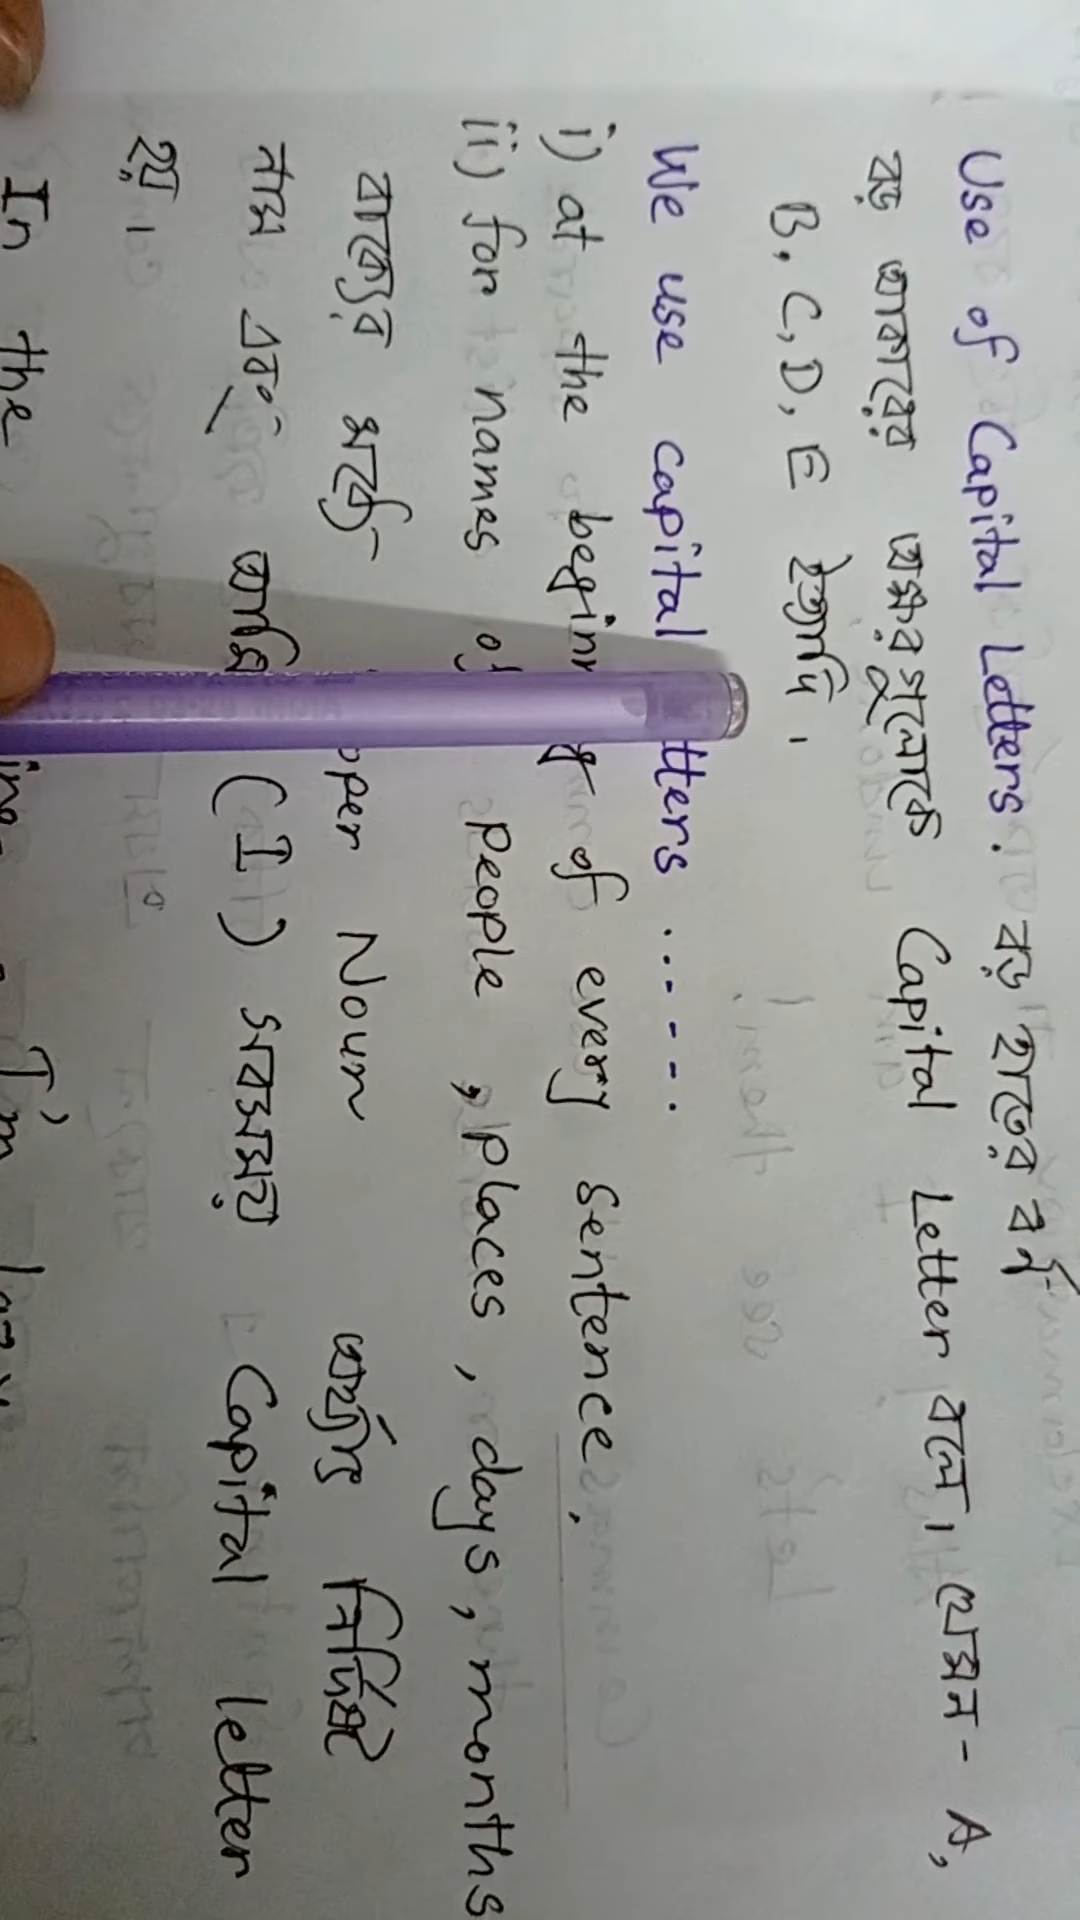 Use of Capital Letters. বড় হাতের বর্ন
বড় আকারের অক্ষরগুলোকে Capital Letter বলে। যেমন - A,
B, C, D, E ইত্যাদি।
We use capital letters ......
i) at the beginning of every sentence.
ii) for names of people, places, days, months
বাক্যের মধ্যে Proper Noun অর্থাৎ নির্দিষ্ট
নাম এবং আমি (I) সবসময় Capital letter
হয়।
In the I'm